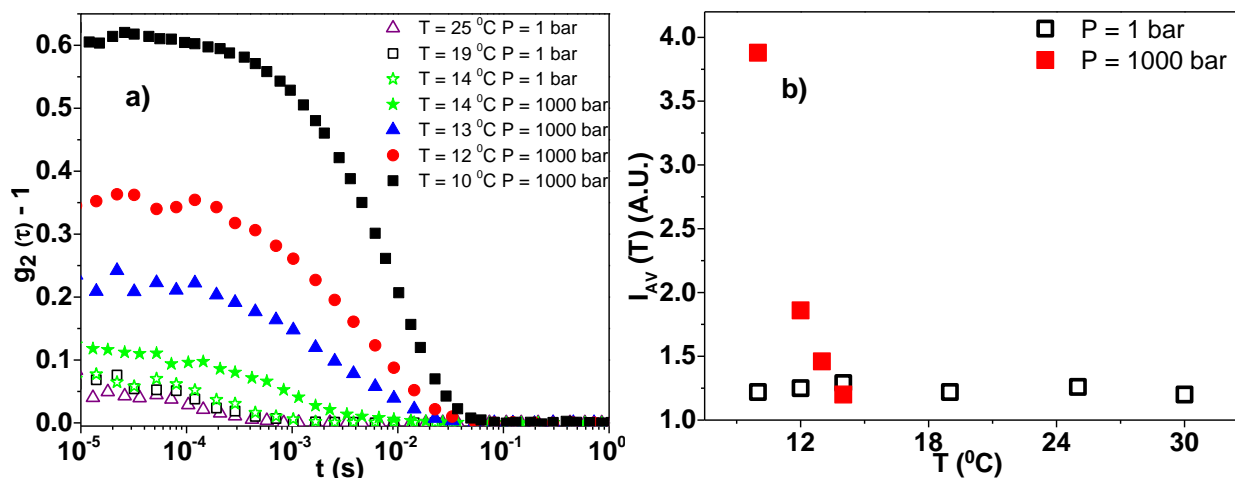 a)
T = 25 ⁰C P = 1 bar
T = 19 ⁰C P = 1 bar
T = 14 ⁰C P = 1 bar
T = 14 ⁰C P = 1000 bar
T = 13 ⁰C P = 1000 bar
T = 12 ⁰C P = 1000 bar
T = 10 ⁰C P = 1000 bar
g₂ (τ) - 1
0.6
0.5
0.4
0.3
0.2
0.1
0.0
10⁻⁵ 10⁻⁴ 10⁻³ 10⁻² 10⁻¹ 10⁰
t (s)
b)
P = 1 bar
P = 1000 bar
I_AV (T) (A.U.)
4.0
3.5
3.0
2.5
2.0
1.5
1.0
12 18 24 30
T (⁰C)